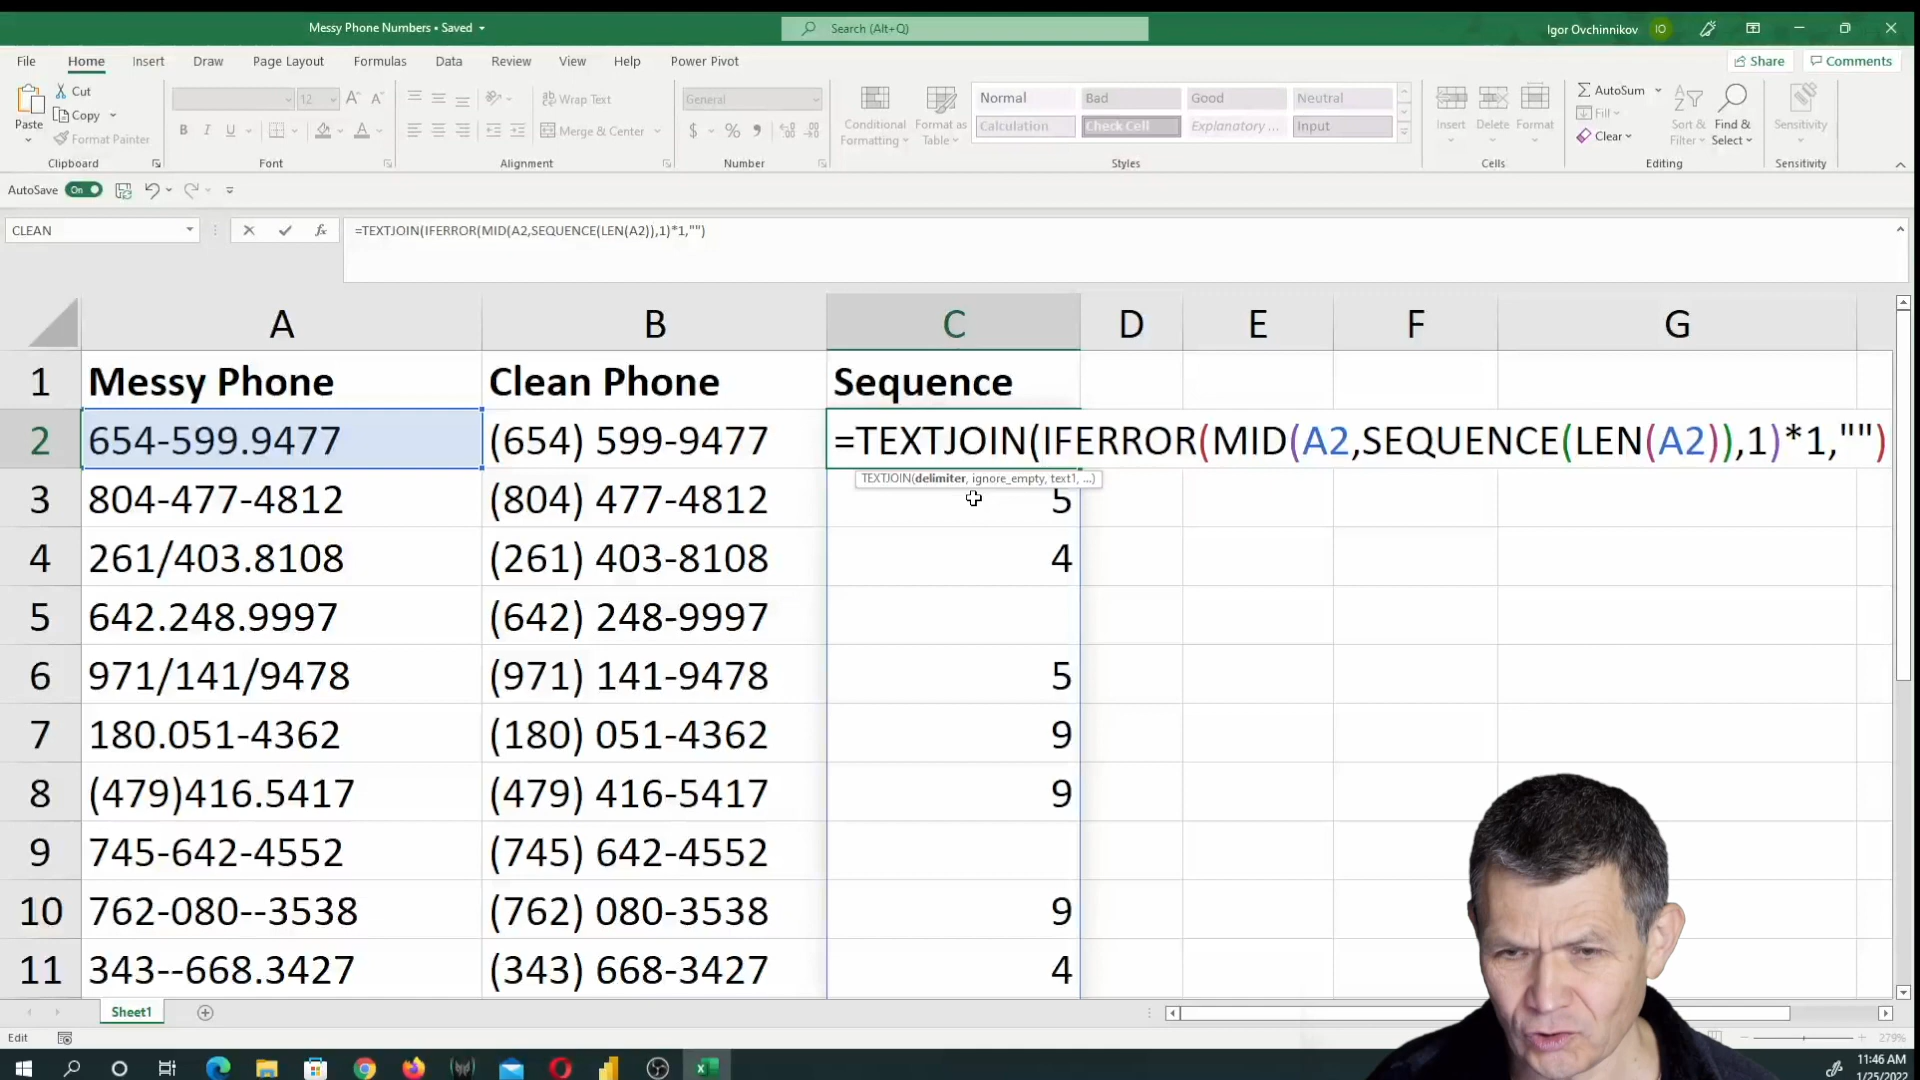 Messy Phone Numbers • Saved
Search (Alt+Q)
Igor Ovchinnikov
IO
File Home Insert Draw Page Layout Formulas Data Review View Help Power Pivot
Share
Comments
Paste
Cut
Copy
Format Painter
Clipboard
12
B I U
Font
Wrap Text
Merge & Center
Alignment
General
$ % 9
Number
Conditional Formatting
Format as Table
Normal Bad Good Neutral
Calculation Check Cell Explanatory ... Input
Styles
Insert Delete Format
Cells
AutoSum
Fill
Clear
Sort & Filter
Find & Select
Editing
Sensitivity
Sensitivity
AutoSave On
CLEAN
fx
=TEXTJOIN(IFERROR(MID(A2,SEQUENCE(LEN(A2)),1)*1,"")
A B C D E F G
1 Messy Phone Clean Phone Sequence
2 654-599.9477 (654) 599-9477 =TEXTJOIN(IFERROR(MID(A2,SEQUENCE(LEN(A2)),1)*1,"")
TEXTJOIN(delimiter, ignore_empty, text1, ...)
3 804-477-4812 (804) 477-4812 5
4 261/403.8108 (261) 403-8108 4
5 642.248.9997 (642) 248-9997
6 971/141/9478 (971) 141-9478 5
7 180.051-4362 (180) 051-4362 9
8 (479)416.5417 (479) 416-5417 9
9 745-642-4552 (745) 642-4552
10 762-080--3538 (762) 080-3538 9
11 343--668.3427 (343) 668-3427 4
Sheet1
Edit
279%
11:46 AM
1/25/2022